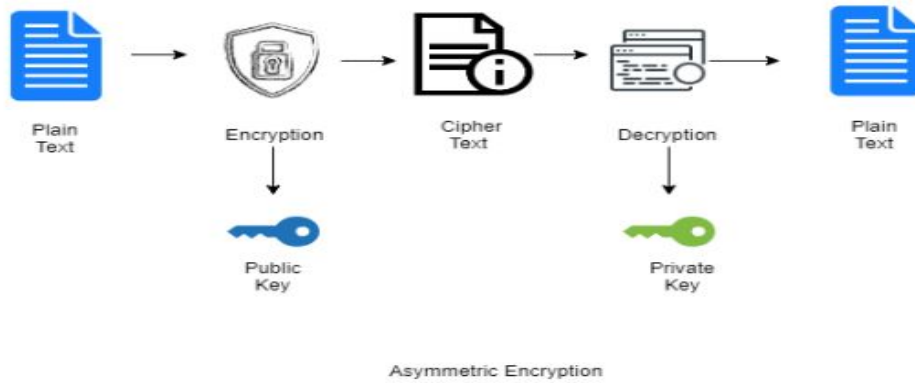 Plain
Text
Encryption
Cipher
Text
Decryption
Plain
Text
Public
Key
Private
Key
Asymmetric Encryption